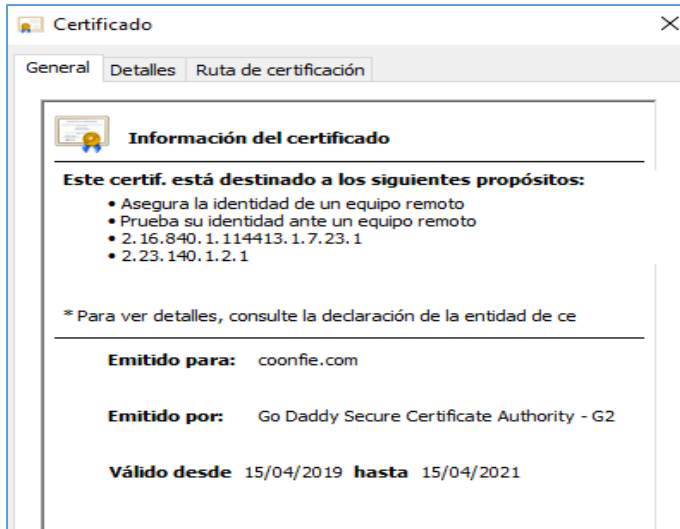 Certificado
General Detalles Ruta de certificación
Información del certificado
Este certif. está destinado a los siguientes propósitos:
• Asegura la identidad de un equipo remoto
• Prueba su identidad ante un equipo remoto
• 2.16.840.1.114413.1.7.23.1
• 2.23.140.1.2.1
* Para ver detalles, consulte la declaración de la entidad de ce
Emitido para: coonfie.com
Emitido por: Go Daddy Secure Certificate Authority - G2
Válido desde 15/04/2019 hasta 15/04/2021